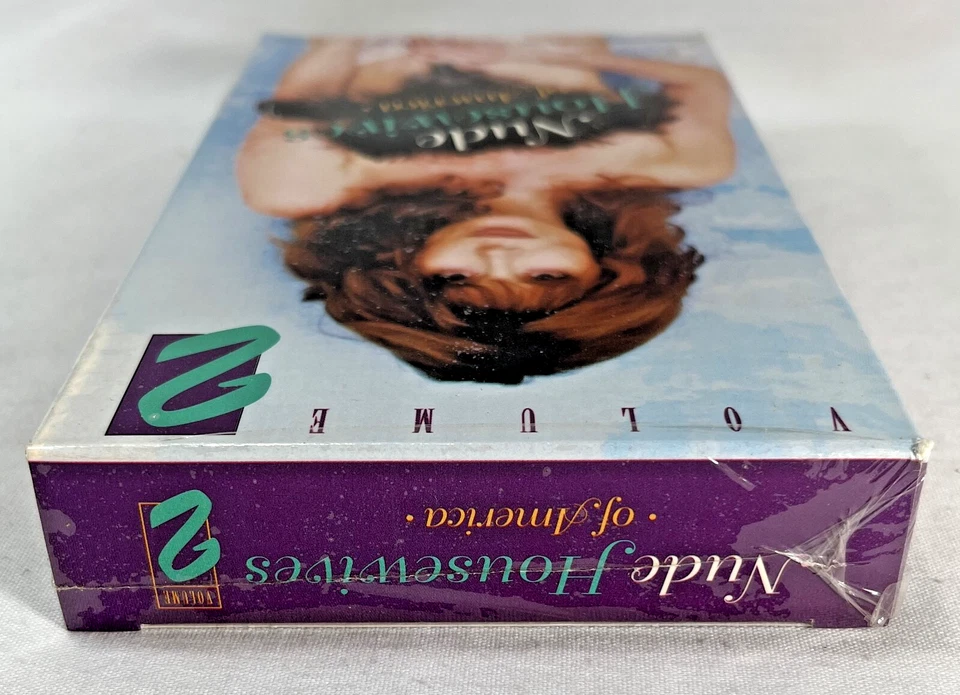 Nude
Housewives
of America •
VOLUME
2
Nude Housewives
• of America •
VOLUME
2